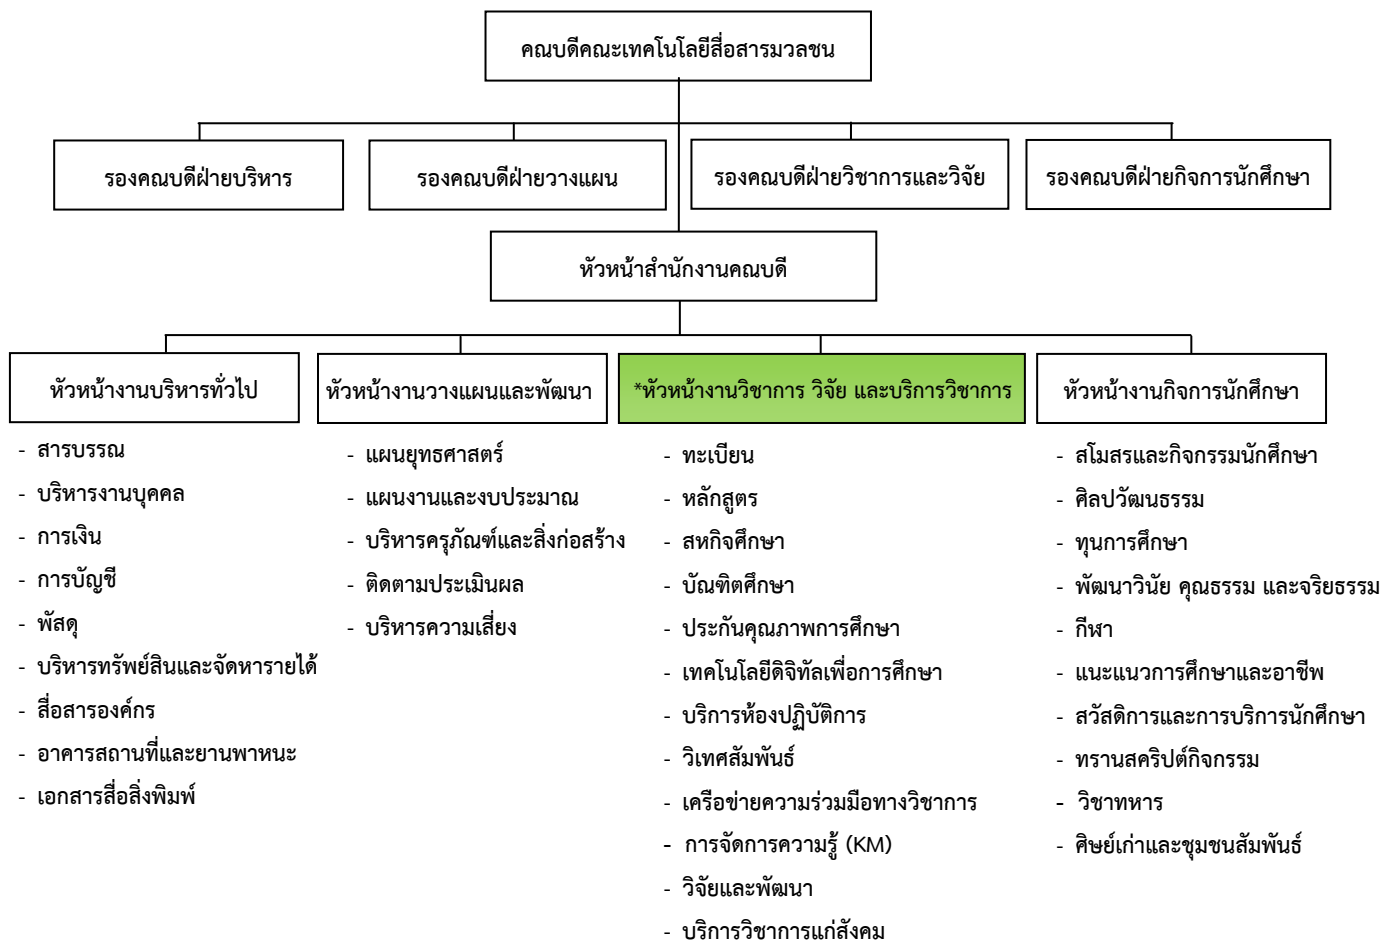 คณบดีคณะเทคโนโลยีสื่อสารมวลชน
รองคณบดีฝ่ายบริหาร
รองคณบดีฝ่ายวางแผน
รองคณบดีฝ่ายวิชาการและวิจัย
รองคณบดีฝ่ายกิจการนักศึกษา
หัวหน้าสำนักงานคณบดี
หัวหน้างานบริหารทั่วไป
- สารบรรณ
- บริหารงานบุคคล
- การเงิน
- การบัญชี
- พัสดุ
- บริหารทรัพย์สินและจัดหารายได้
- สื่อสารองค์กร
- อาคารสถานที่และยานพาหนะ
- เอกสารสื่อสิ่งพิมพ์
หัวหน้างานวางแผนและพัฒนา
- แผนยุทธศาสตร์
- แผนงานและงบประมาณ
- บริหารครุภัณฑ์และสิ่งก่อสร้าง
- ติดตามประเมินผล
- บริหารความเสี่ยง
*หัวหน้างานวิชาการ วิจัย และบริการวิชาการ
- ทะเบียน
- หลักสูตร
- สหกิจศึกษา
- บัณฑิตศึกษา
- ประกันคุณภาพการศึกษา
- เทคโนโลยีดิจิทัลเพื่อการศึกษา
- บริการห้องปฏิบัติการ
- วิเทศสัมพันธ์
- เครือข่ายความร่วมมือทางวิชาการ
- การจัดการความรู้ (KM)
- วิจัยและพัฒนา
- บริการวิชาการแก่สังคม
หัวหน้างานกิจการนักศึกษา
- สโมสรและกิจกรรมนักศึกษา
- ศิลปวัฒนธรรม
- ทุนการศึกษา
- พัฒนาวินัย คุณธรรม และจริยธรรม
- กีฬา
- แนะแนวการศึกษาและอาชีพ
- สวัสดิการและการบริการนักศึกษา
- ทรานสคริปต์กิจกรรม
- วิชาทหาร
- ศิษย์เก่าและชุมชนสัมพันธ์